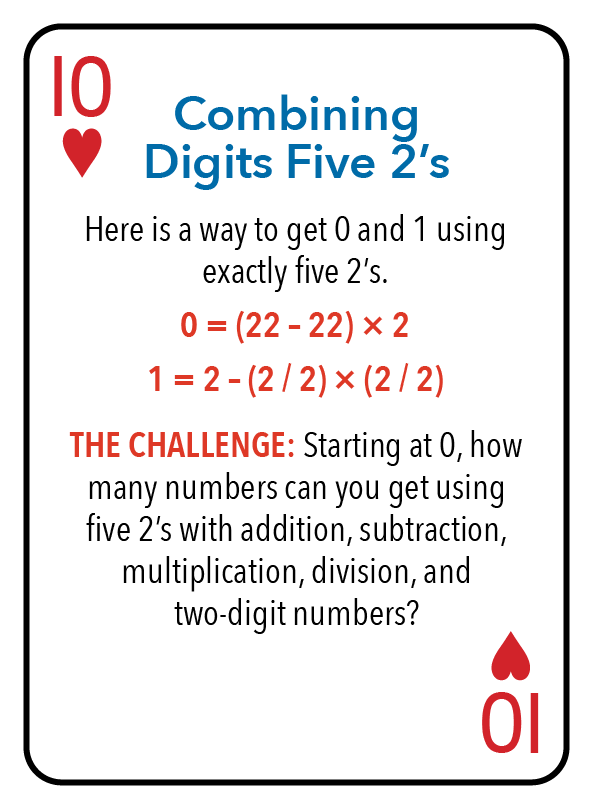 10
Combining
Digits Five 2’s
Here is a way to get 0 and 1 using
exactly five 2’s.
0 = (22 – 22) × 2
1 = 2 – (2 / 2) × (2 / 2)
THE CHALLENGE: Starting at 0, how
many numbers can you get using
five 2’s with addition, subtraction,
multiplication, division, and
two-digit numbers?
10